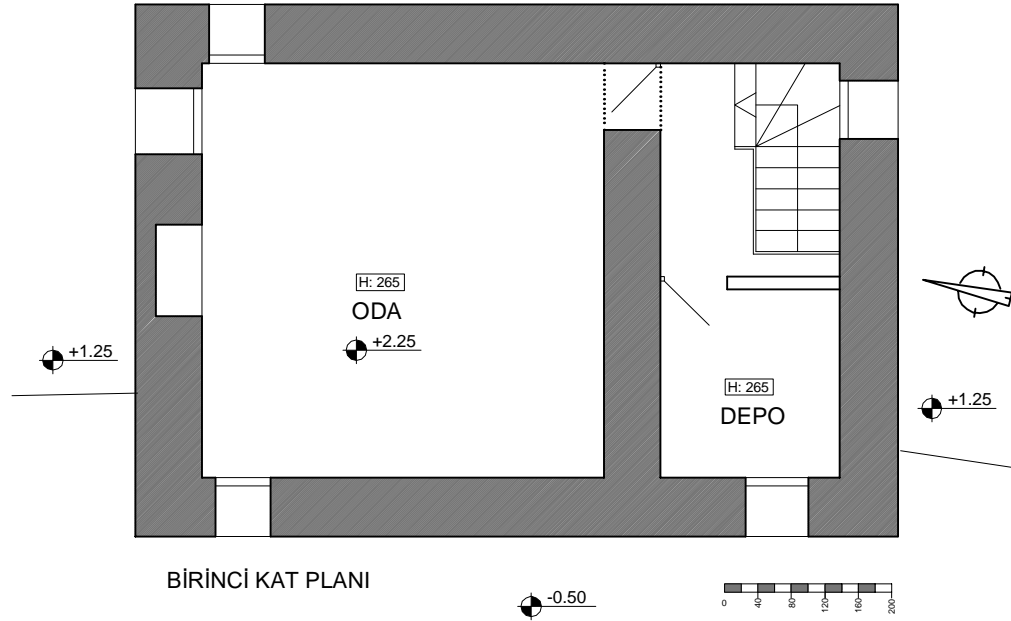 H: 265
ODA
+2.25
+1.25
H: 265
DEPO
+1.25
BİRİNCİ KAT PLANI
-0.50
0 40 80 120 160 200